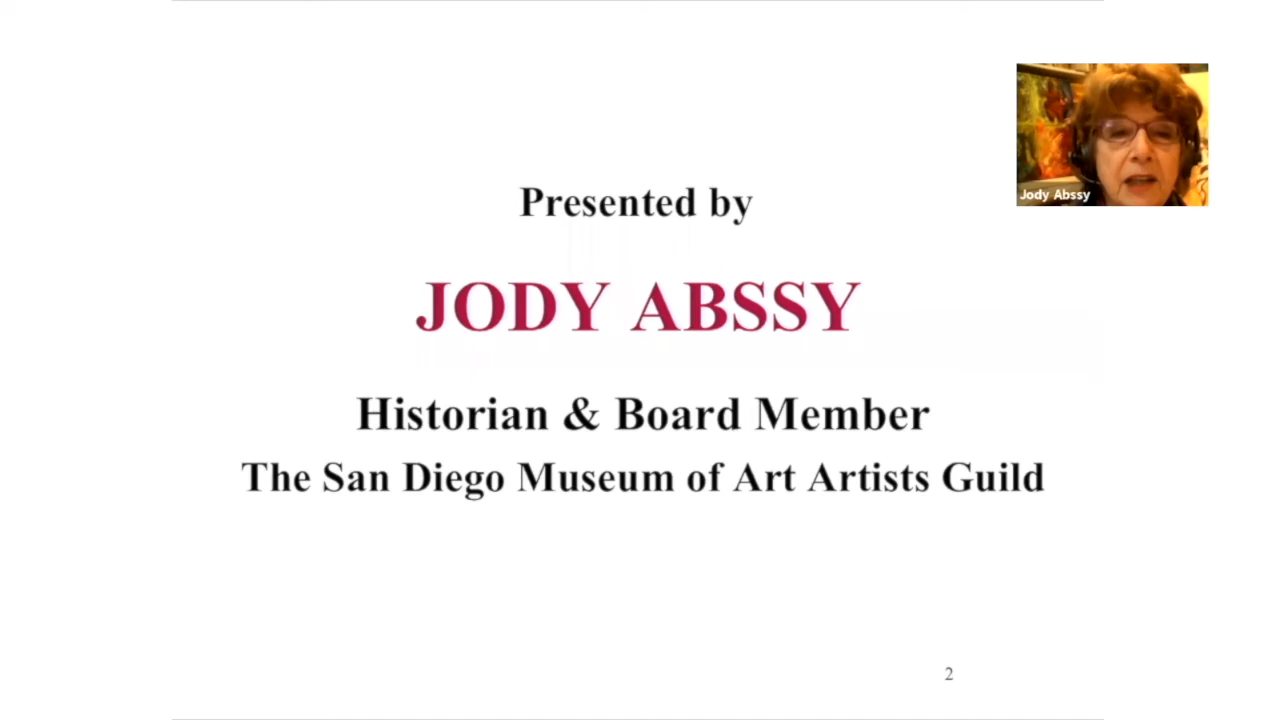 Presented by
JODY ABSSY
Jody Abssy
Historian & Board Member
The San Diego Museum of Art Artists Guild
2